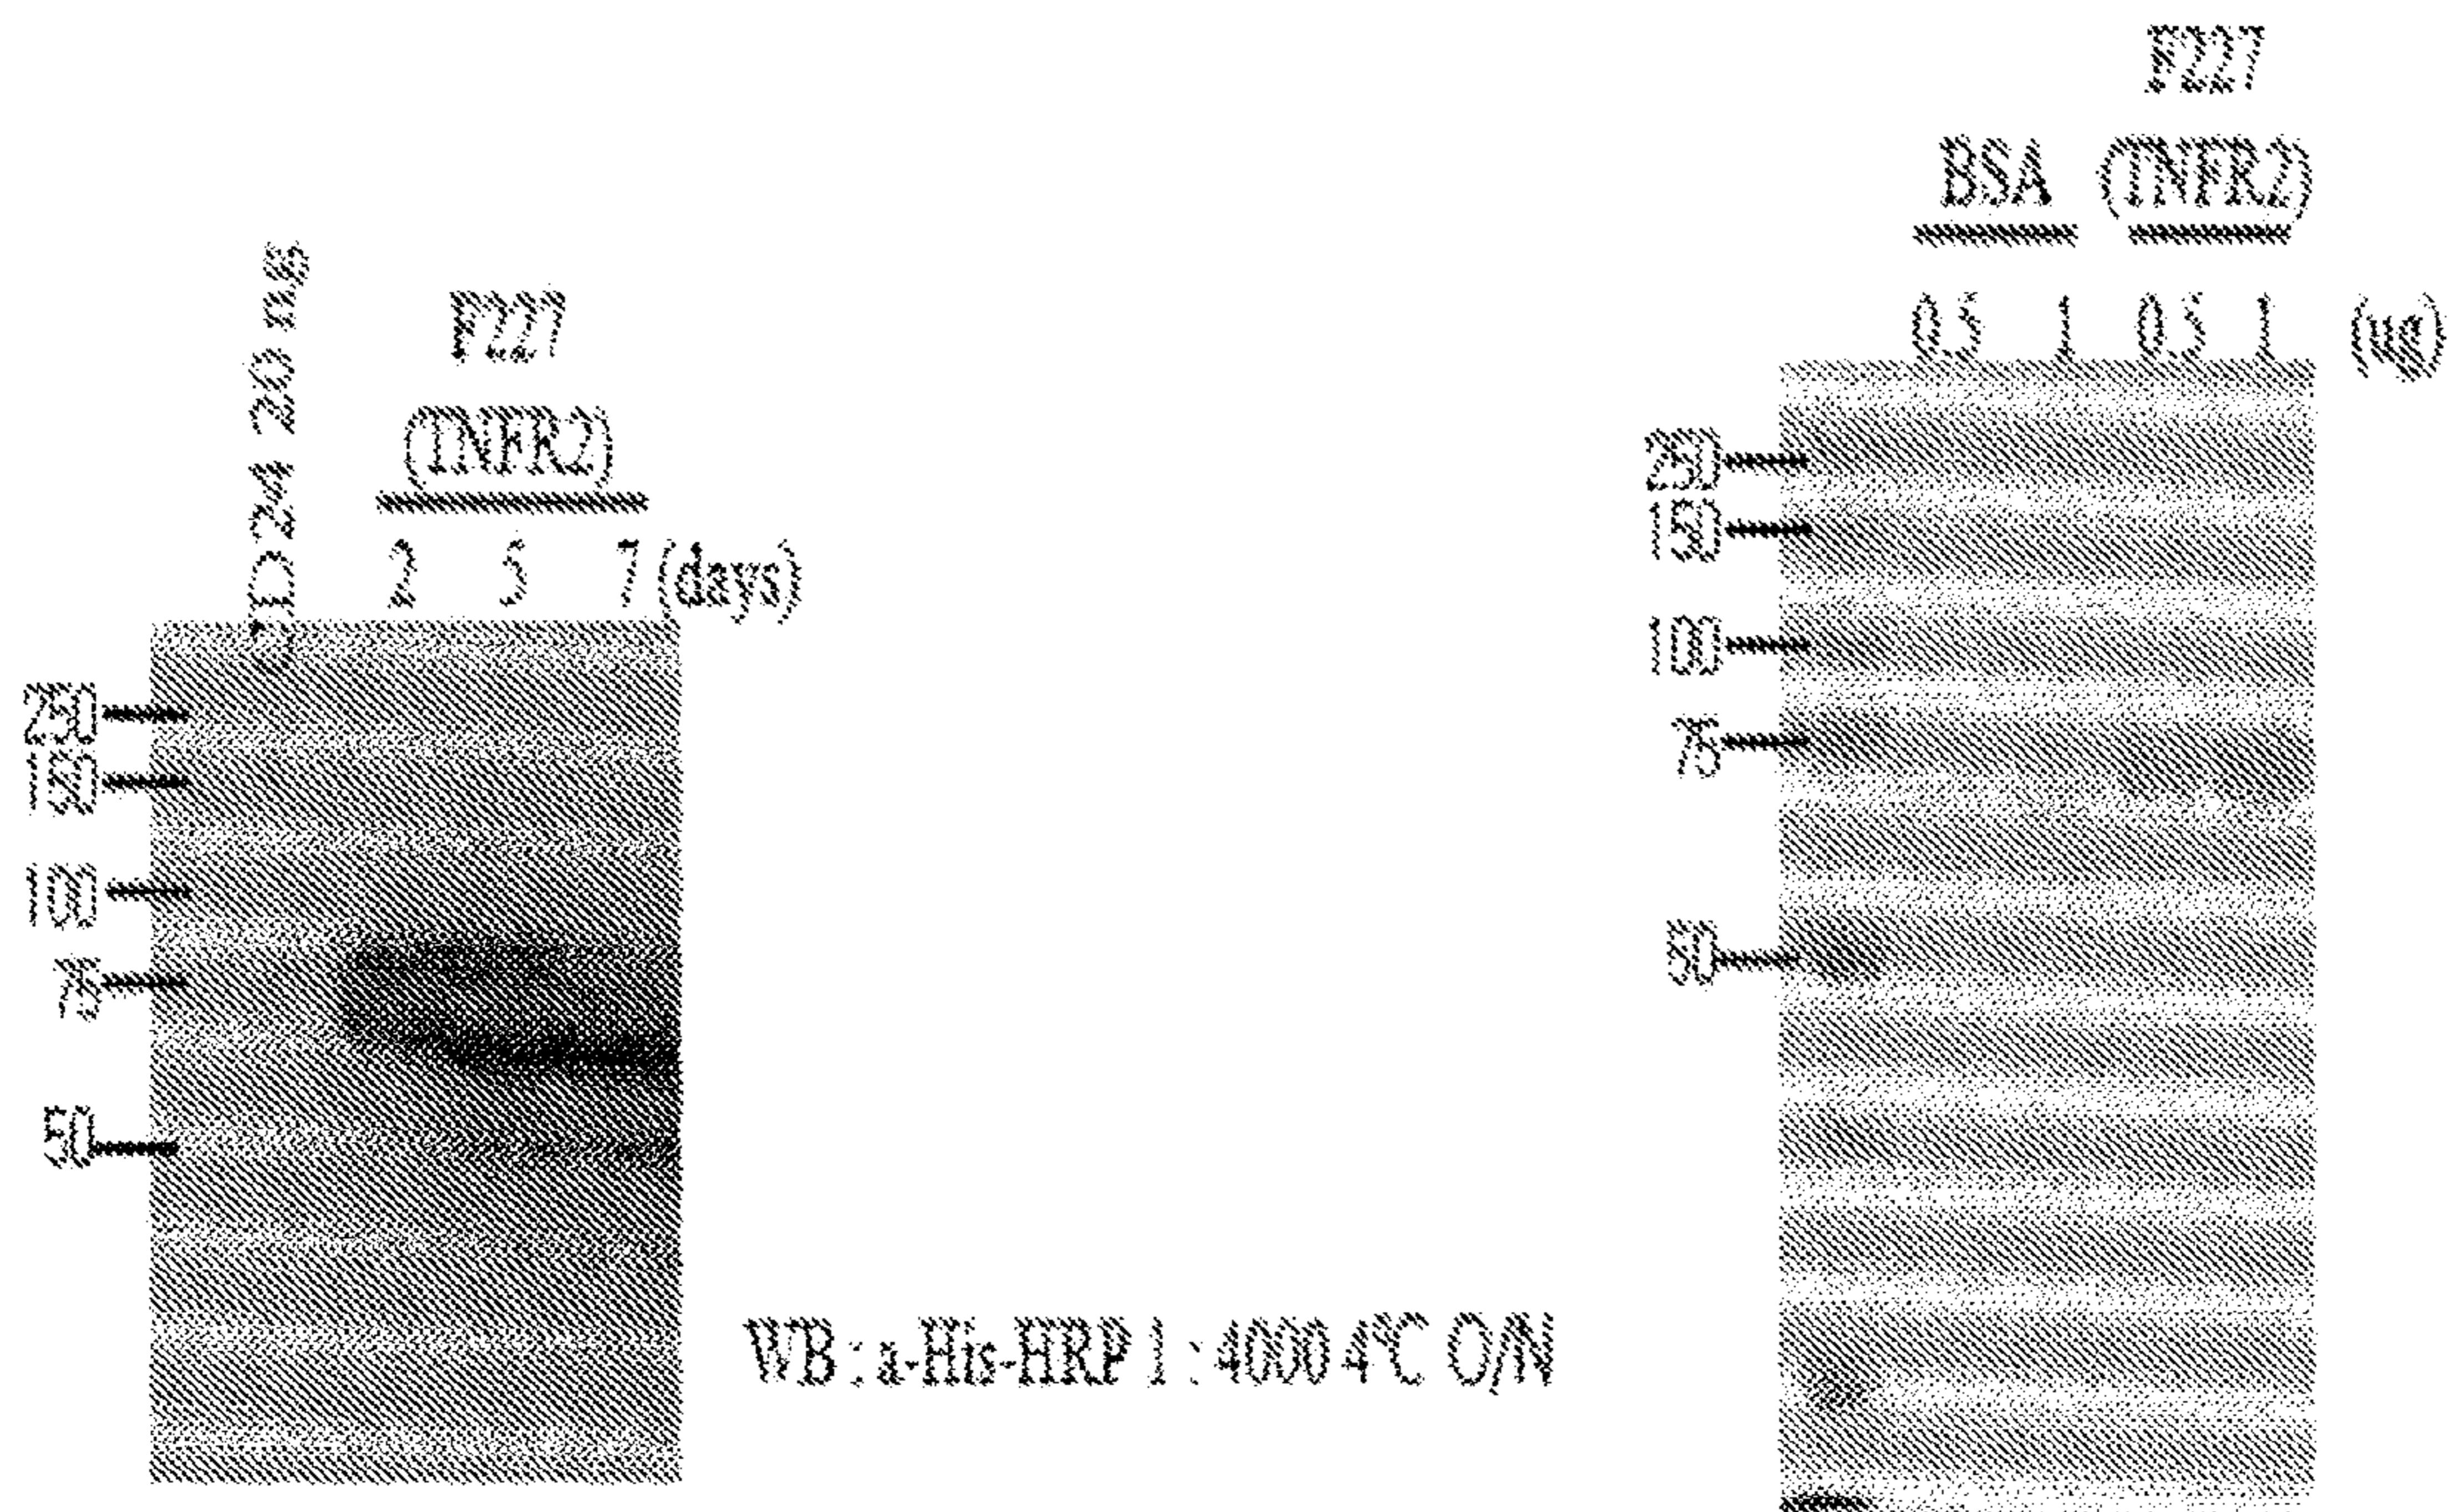 CD24 20 ng
F227
(TNFR2)
2 5 7 (days)
250
150
100
75
50
WB : a-His-HRP 1 : 4000 4°C O/N
F227
BSA (TNFR2)
0.5 1 0.5 1 (ug)
250
150
100
75
50